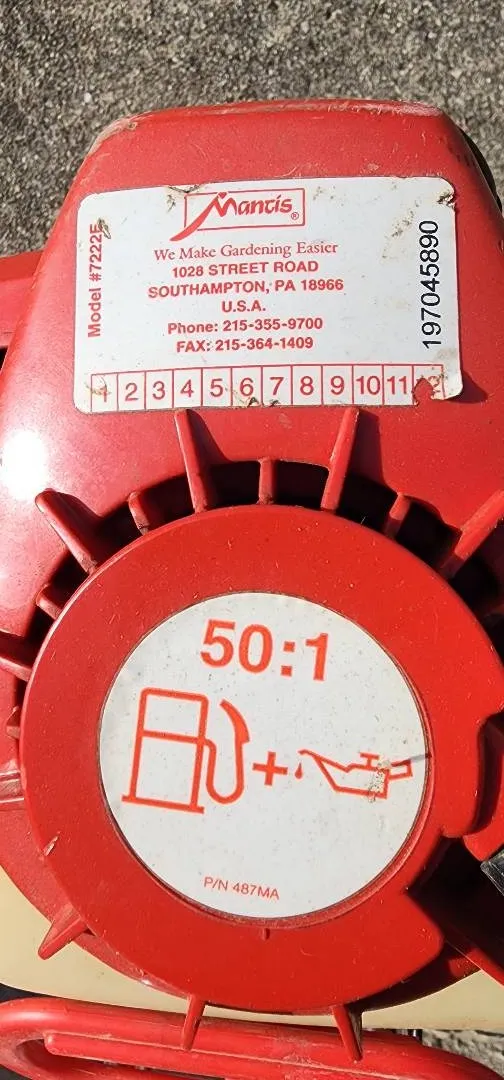 Mantis®
We Make Gardening Easier
1028 STREET ROAD
SOUTHAMPTON, PA 18966
U.S.A.
Phone: 215-355-9700
FAX: 215-364-1409
Model #7222E
197045890
1 2 3 4 5 6 7 8 9 10 11 12
50:1
+
P/N 487MA